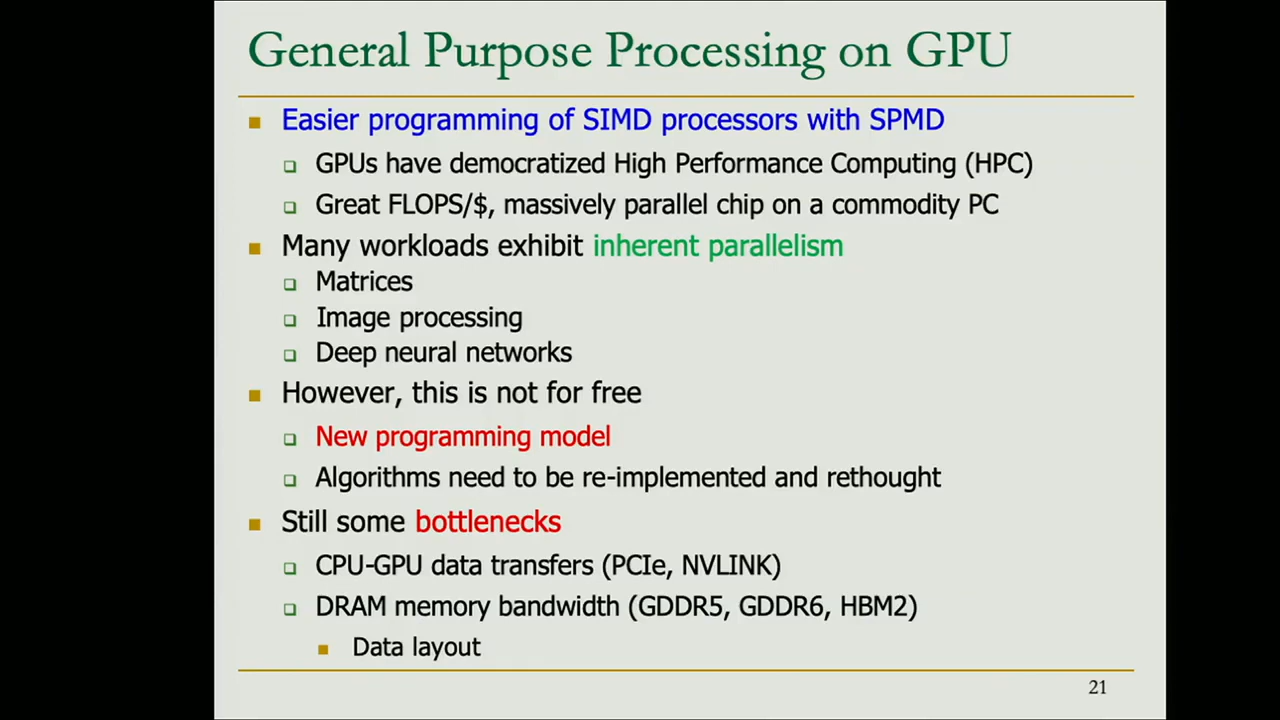 General Purpose Processing on GPU
Easier programming of SIMD processors with SPMD
GPUs have democratized High Performance Computing (HPC)
Great FLOPS/$, massively parallel chip on a commodity PC
Many workloads exhibit inherent parallelism
Matrices
Image processing
Deep neural networks
However, this is not for free
New programming model
Algorithms need to be re-implemented and rethought
Still some bottlenecks
CPU-GPU data transfers (PCIe, NVLINK)
DRAM memory bandwidth (GDDR5, GDDR6, HBM2)
Data layout
21